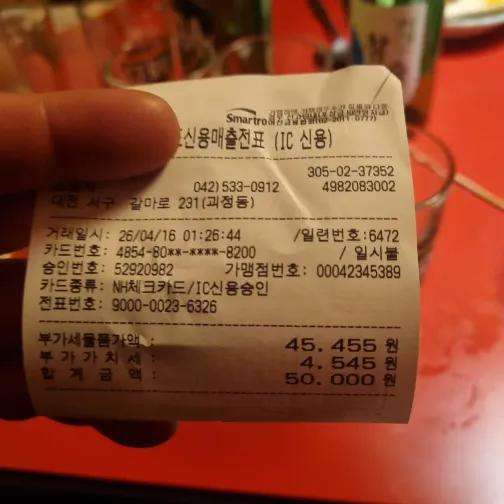 Smartro
신용매출전표 (IC 신용)
305-02-37352
042)533-0912 4982083002
대전 서구 갈마로 231(괴정동)
거래일시: 26/04/16 01:26:44 /일련번호:6472
카드번호: 4854-80**-****-8200 / 일시불
승인번호: 52920982 가맹점번호: 00042345389
카드종류: NH체크카드/IC신용승인
전표번호: 9000-0023-6326
부가세물품가액 : 45.455 원
부 가 가 치 세 : 4.545 원
합 계 금 액 : 50.000 원